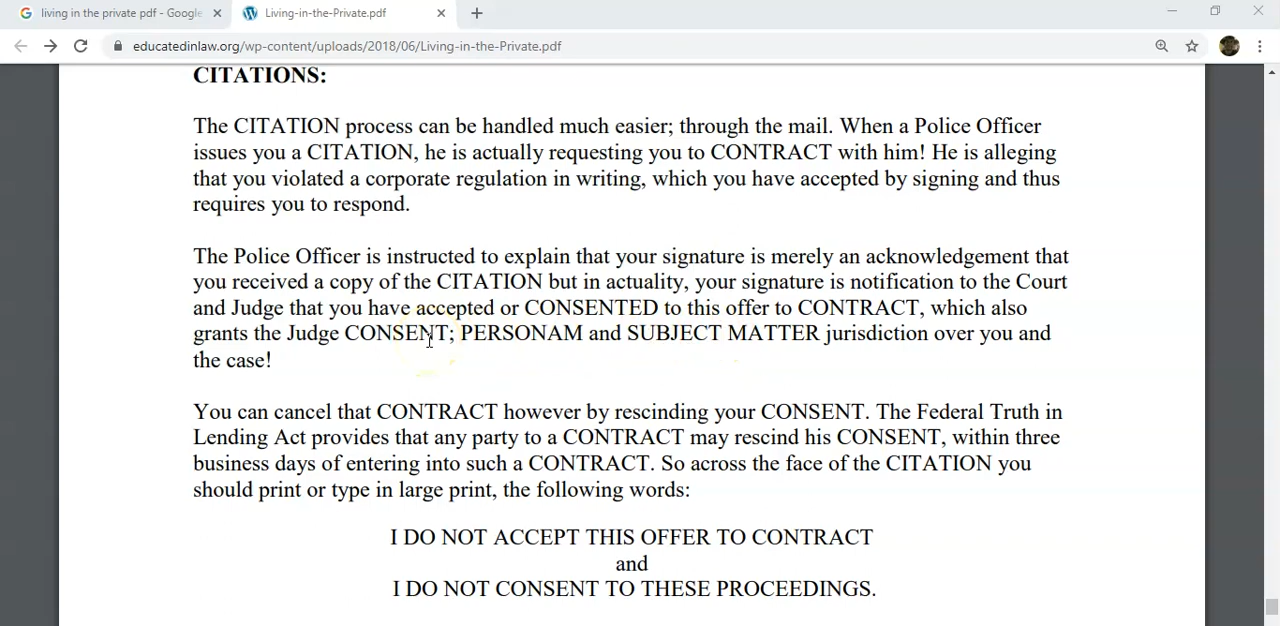 living in the private pdf - Google
Living-in-the-Private.pdf
educatedinlaw.org/wp-content/uploads/2018/06/Living-in-the-Private.pdf
CITATIONS:
The CITATION process can be handled much easier; through the mail. When a Police Officer
issues you a CITATION, he is actually requesting you to CONTRACT with him! He is alleging
that you violated a corporate regulation in writing, which you have accepted by signing and thus
requires you to respond.
The Police Officer is instructed to explain that your signature is merely an acknowledgement that
you received a copy of the CITATION but in actuality, your signature is notification to the Court
and Judge that you have accepted or CONSENTED to this offer to CONTRACT, which also
grants the Judge CONSENT; PERSONAM and SUBJECT MATTER jurisdiction over you and
the case!
You can cancel that CONTRACT however by rescinding your CONSENT. The Federal Truth in
Lending Act provides that any party to a CONTRACT may rescind his CONSENT, within three
business days of entering into such a CONTRACT. So across the face of the CITATION you
should print or type in large print, the following words:
I DO NOT ACCEPT THIS OFFER TO CONTRACT
and
I DO NOT CONSENT TO THESE PROCEEDINGS.